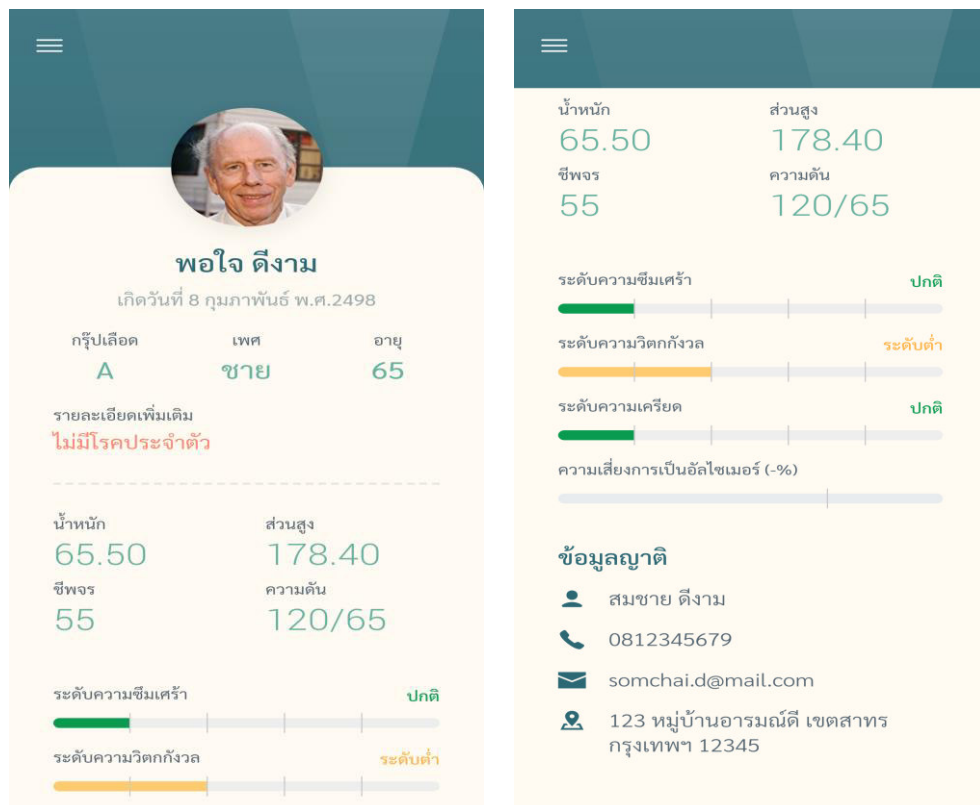 พอใจ ดีงาม
เกิดวันที่ 8 กุมภาพันธ์ พ.ศ.2498
กรุ๊ปเลือด เพศ อายุ
A ชาย 65
รายละเอียดเพิ่มเติม
ไม่มีโรคประจำตัว
น้ำหนัก ส่วนสูง
65.50 178.40
ชีพจร ความดัน
55 120/65
ระดับความซึมเศร้า ปกติ
ระดับความวิตกกังวล ระดับต่ำ
น้ำหนัก ส่วนสูง
65.50 178.40
ชีพจร ความดัน
55 120/65
ระดับความซึมเศร้า ปกติ
ระดับความวิตกกังวล ระดับต่ำ
ระดับความเครียด ปกติ
ความเสี่ยงการเป็นอัลไซเมอร์ (-%)
ข้อมูลญาติ
สมชาย ดีงาม
0812345679
somchai.d@mail.com
123 หมู่บ้านอารมณ์ดี เขตสาทร
กรุงเทพฯ 12345